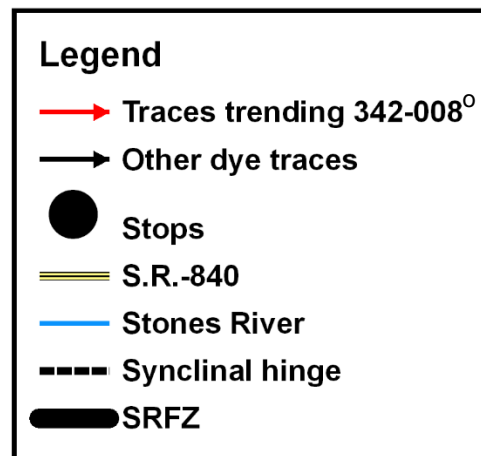 Legend
Traces trending 342-008°
Other dye traces
Stops
S.R.-840
Stones River
Synclinal hinge
SRFZ